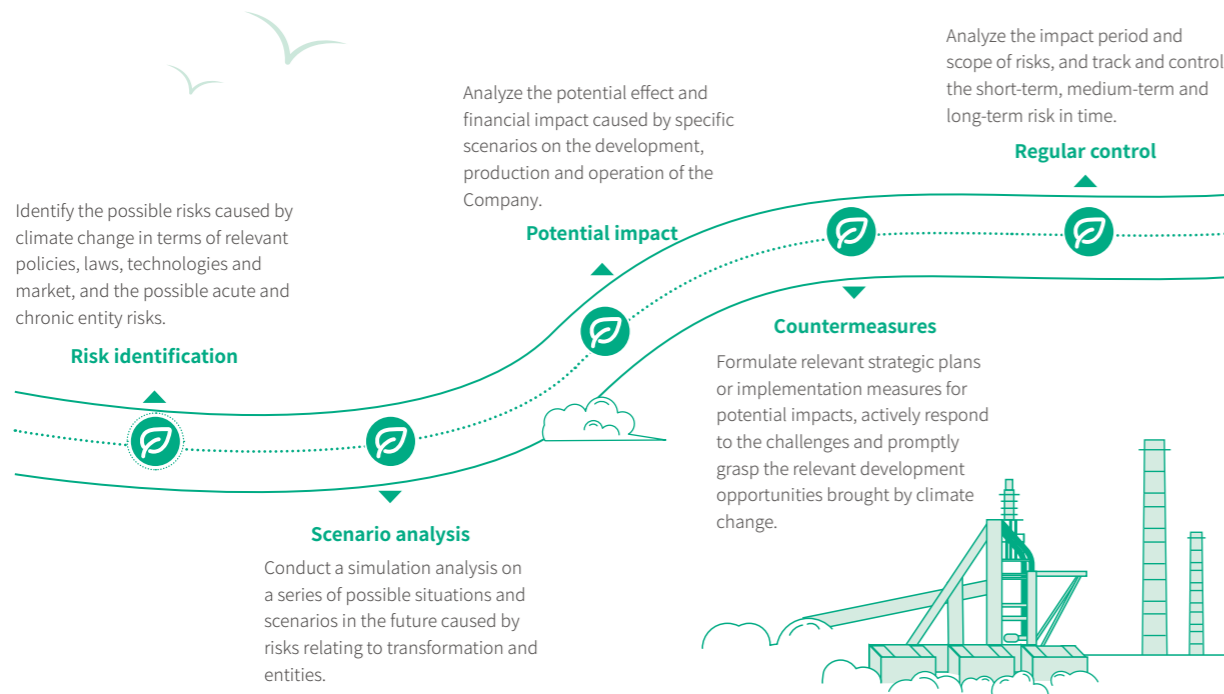 Identify the possible risks caused by
climate change in terms of relevant
policies, laws, technologies and
market, and the possible acute and
chronic entity risks.
Risk identification
Scenario analysis
Conduct a simulation analysis on
a series of possible situations and
scenarios in the future caused by
risks relating to transformation and
entities.
Analyze the potential effect and
financial impact caused by specific
scenarios on the development,
production and operation of the
Company.
Potential impact
Countermeasures
Formulate relevant strategic plans
or implementation measures for
potential impacts, actively respond
to the challenges and promptly
grasp the relevant development
opportunities brought by climate
change.
Analyze the impact period and
scope of risks, and track and control
the short-term, medium-term and
long-term risk in time.
Regular control